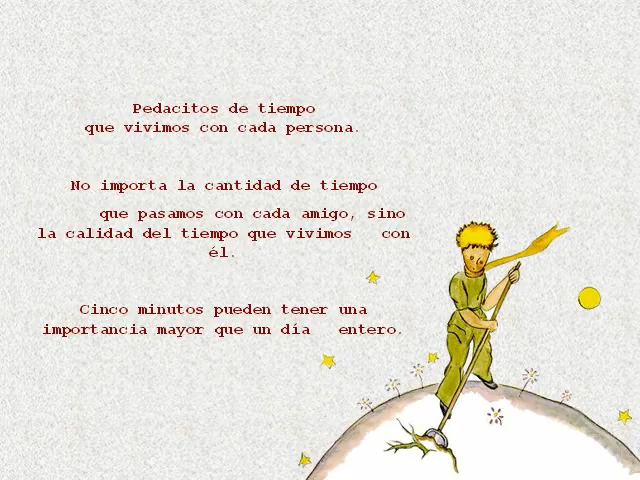 Pedacitos de tiempo
que vivimos con cada persona.
No importa la cantidad de tiempo
que pasamos con cada amigo, sino
la calidad del tiempo que vivimos con
él.
Cinco minutos pueden tener una
importancia mayor que un día entero.